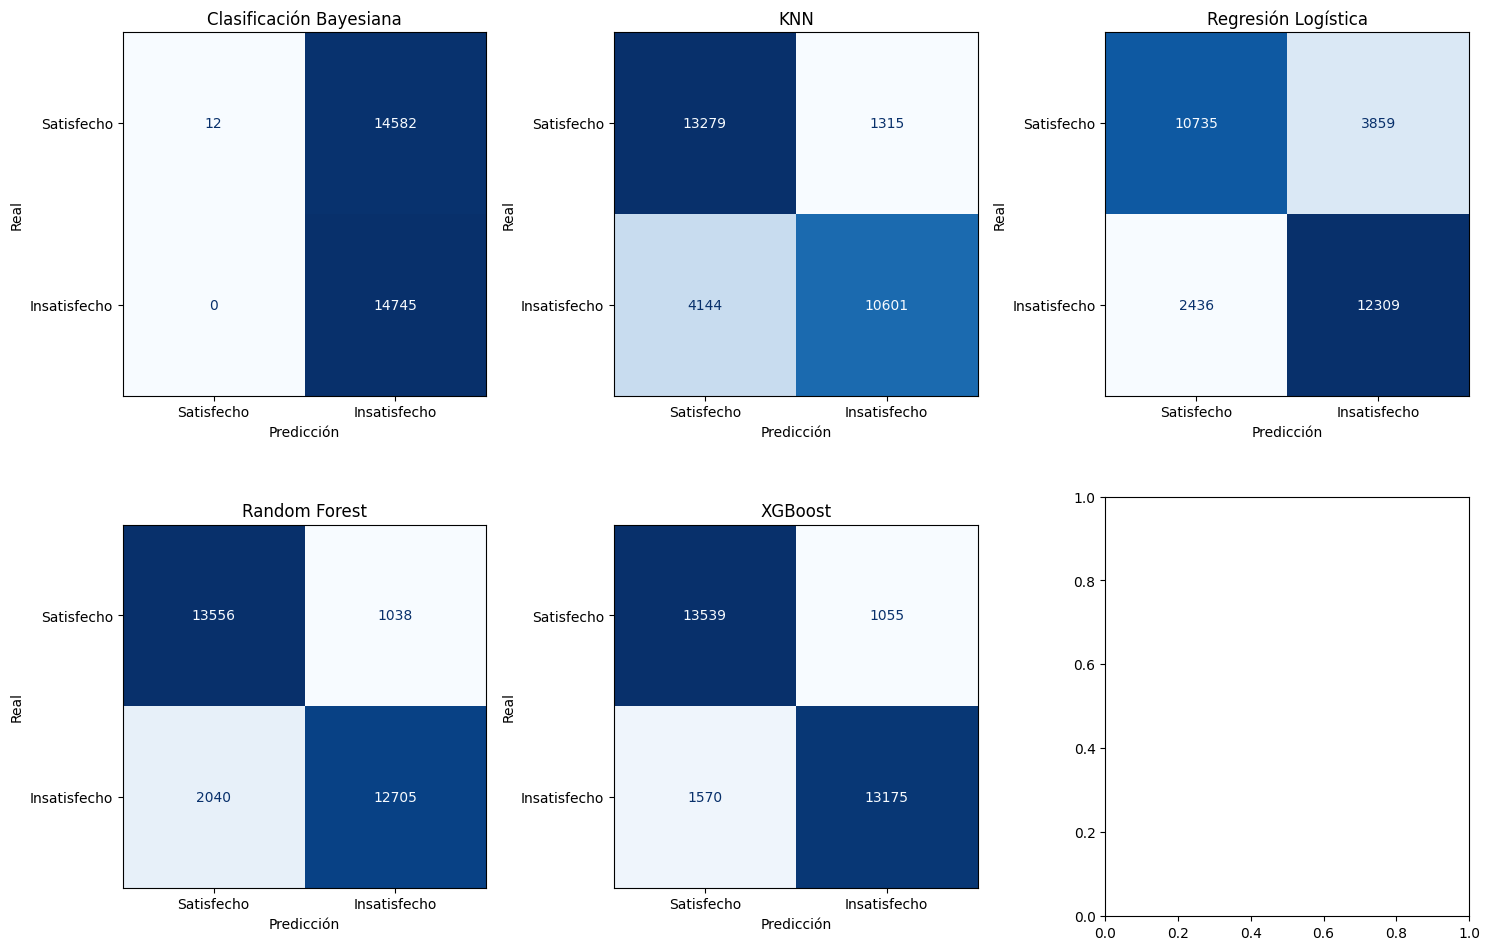 Clasificación Bayesiana
Satisfecho
12
14582
Real
Insatisfecho
0
14745
Satisfecho
Insatisfecho
Predicción
KNN
Satisfecho
13279
1315
Real
Insatisfecho
4144
10601
Satisfecho
Insatisfecho
Predicción
Regresión Logística
Satisfecho
10735
3859
Real
Insatisfecho
2436
12309
Satisfecho
Insatisfecho
Predicción
Random Forest
Satisfecho
13556
1038
Real
Insatisfecho
2040
12705
Satisfecho
Insatisfecho
Predicción
XGBoost
Satisfecho
13539
1055
Real
Insatisfecho
1570
13175
Satisfecho
Insatisfecho
Predicción
1.0
0.8
0.6
0.4
0.2
0.0
0.0 0.2 0.4 0.6 0.8 1.0